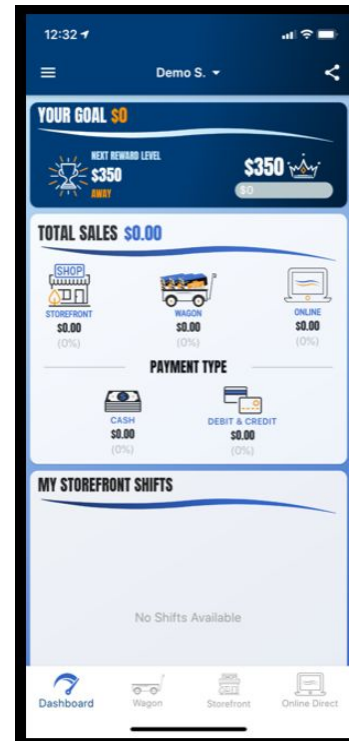 12:32
Demo S.
YOUR GOAL $0
NEXT REWARD LEVEL
$350
AWAY
$350
$0
TOTAL SALES $0.00
SHOP
STOREFRONT
$0.00
(0%)
WAGON
$0.00
(0%)
ONLINE
$0.00
(0%)
PAYMENT TYPE
CASH
$0.00
(0%)
DEBIT & CREDIT
$0.00
(0%)
MY STOREFRONT SHIFTS
No Shifts Available
Dashboard
Wagon
SHOP
Storefront
Online Direct